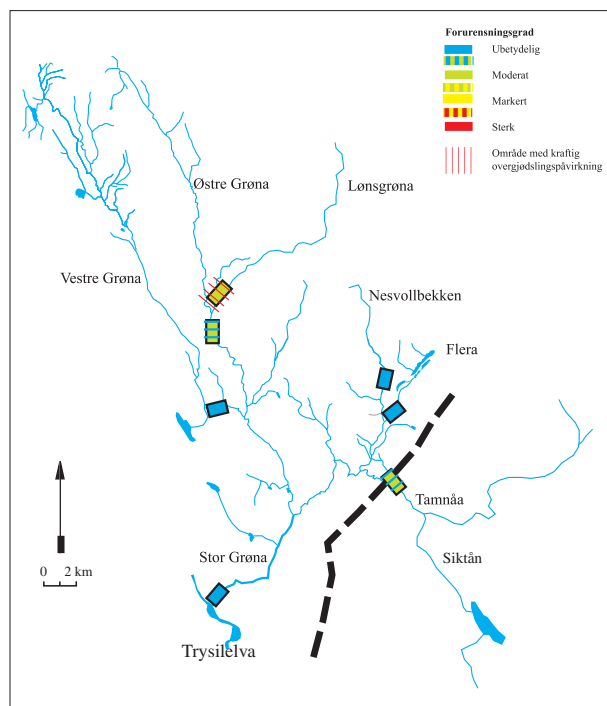 Forurensningsgrad
Ubetydelig
Moderat
Markert
Sterk
Område med kraftig
overgjødslingspåvirkning
Østre Grøna
Lønsgrøna
Vestre Grøna
Nesvollbekken
Flera
Tamnåa
Stor Grøna
Siktån
0 2 km
Trysilelva